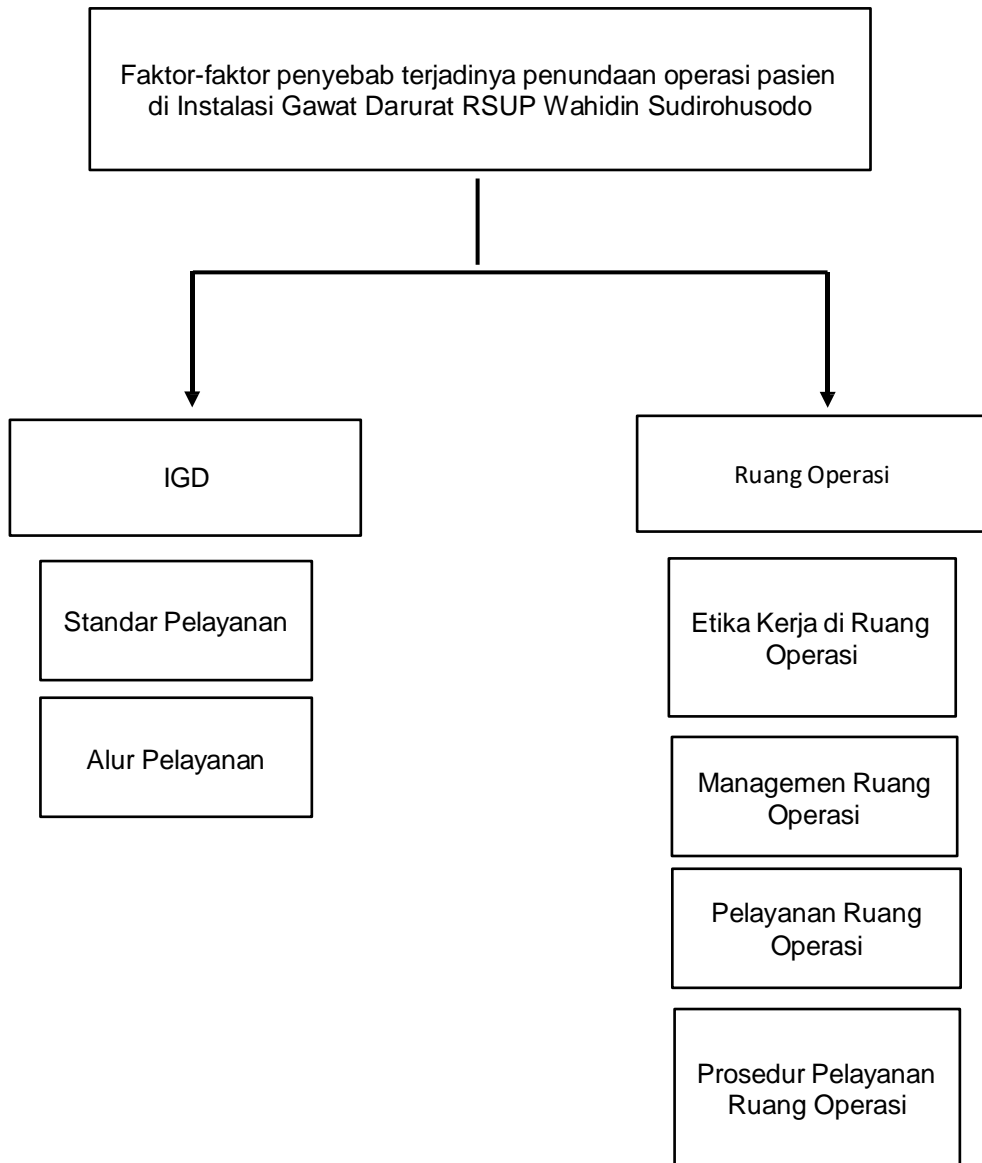 Faktor-faktor penyebab terjadinya penundaan operasi pasien
di Instalasi Gawat Darurat RSUP Wahidin Sudirohusodo
IGD
Standar Pelayanan
Alur Pelayanan
Ruang Operasi
Etika Kerja di Ruang
Operasi
Managemen Ruang
Operasi
Pelayanan Ruang
Operasi
Prosedur Pelayanan
Ruang Operasi